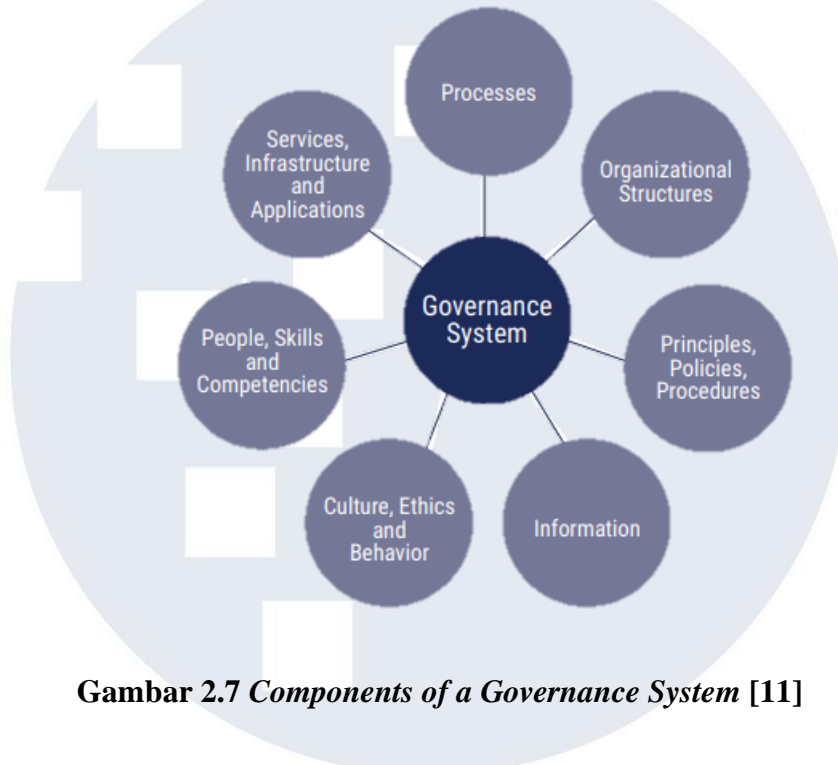 Processes
Services,
Infrastructure
and
Applications
Organizational
Structures
Governance
System
People, Skills
and
Competencies
Principles,
Policies,
Procedures
Culture, Ethics
and
Behavior
Information
Gambar 2.7 Components of a Governance System [11]